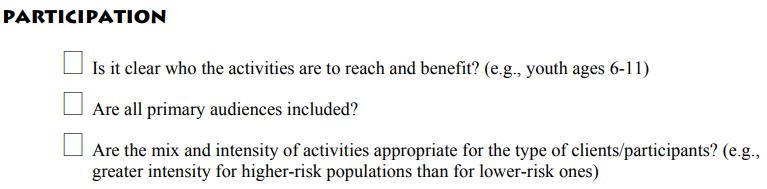 PARTICIPATION
Is it clear who the activities are to reach and benefit? (e.g., youth ages 6-11)
Are all primary audiences included?
Are the mix and intensity of activities appropriate for the type of clients/participants? (e.g.,
greater intensity for higher-risk populations than for lower-risk ones)